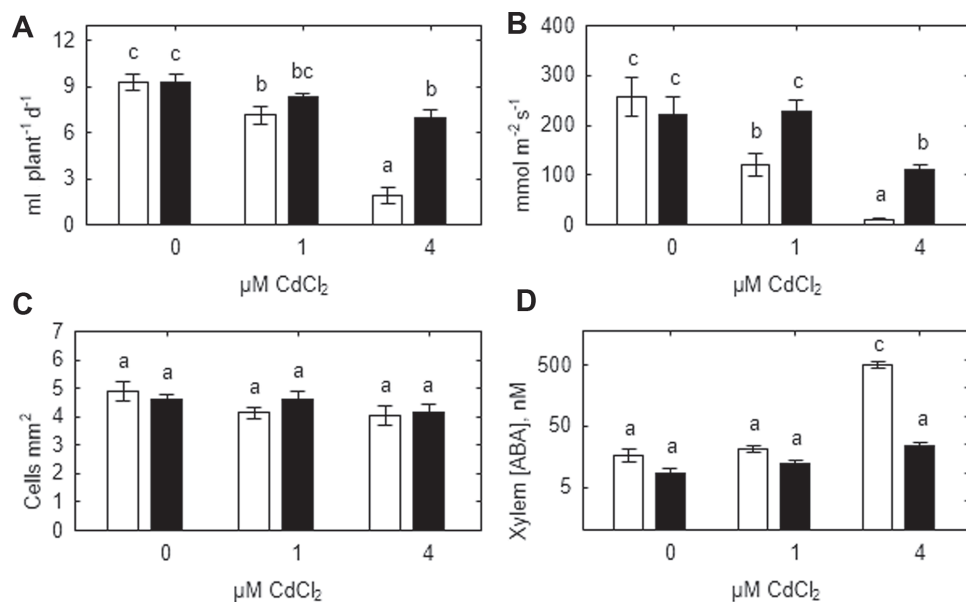 A
ml plant⁻¹ d⁻¹
12
9
6
3
0
c c b bc a b
0 1 4
µM CdCl₂
B
mmol m⁻² s⁻¹
400
300
200
100
0
c c b c a b
0 1 4
µM CdCl₂
C
Cells mm²
7
6
5
4
3
2
1
0
a a a a a a
0 1 4
µM CdCl₂
D
Xylem [ABA], nM
500
50
5
a a a a c a
0 1 4
µM CdCl₂